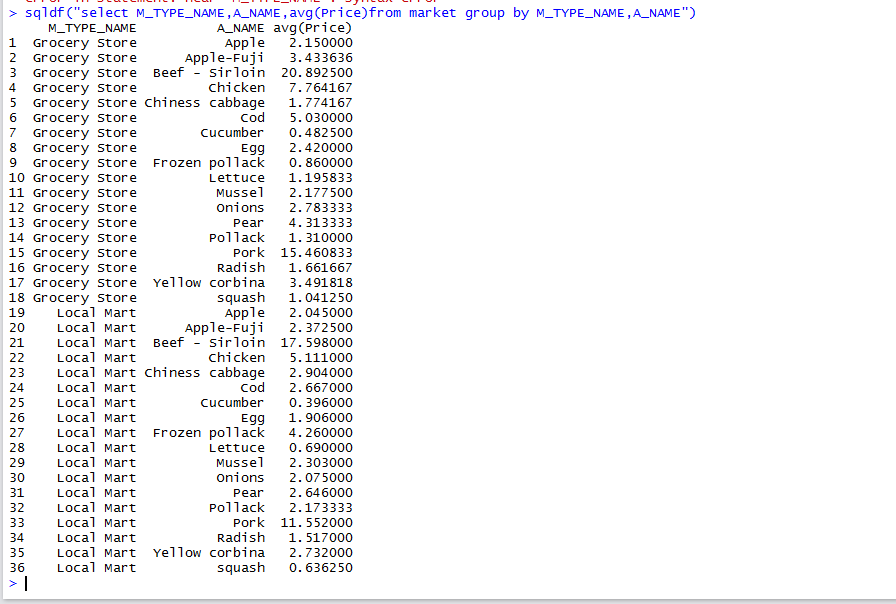 > sqldf("select M_TYPE_NAME,A_NAME,avg(Price)from market group by M_TYPE_NAME,A_NAME")
M_TYPE_NAME A_NAME avg(Price)
1 Grocery Store Apple 2.150000
2 Grocery Store Apple-Fuji 3.433636
3 Grocery Store Beef - Sirloin 20.892500
4 Grocery Store Chicken 7.764167
5 Grocery Store Chiness cabbage 1.774167
6 Grocery Store Cod 5.030000
7 Grocery Store Cucumber 0.482500
8 Grocery Store Egg 2.420000
9 Grocery Store Frozen pollack 0.860000
10 Grocery Store Lettuce 1.195833
11 Grocery Store Mussel 2.177500
12 Grocery Store Onions 2.783333
13 Grocery Store Pear 4.313333
14 Grocery Store Pollack 1.310000
15 Grocery Store Pork 15.460833
16 Grocery Store Radish 1.661667
17 Grocery Store Yellow corbina 3.491818
18 Grocery Store squash 1.041250
19 Local Mart Apple 2.045000
20 Local Mart Apple-Fuji 2.372500
21 Local Mart Beef - Sirloin 17.598000
22 Local Mart Chicken 5.111000
23 Local Mart Chiness cabbage 2.904000
24 Local Mart Cod 2.667000
25 Local Mart Cucumber 0.396000
26 Local Mart Egg 1.906000
27 Local Mart Frozen pollack 4.260000
28 Local Mart Lettuce 0.690000
29 Local Mart Mussel 2.303000
30 Local Mart Onions 2.075000
31 Local Mart Pear 2.646000
32 Local Mart Pollack 2.173333
33 Local Mart Pork 11.552000
34 Local Mart Radish 1.517000
35 Local Mart Yellow corbina 2.732000
36 Local Mart squash 0.636250
>